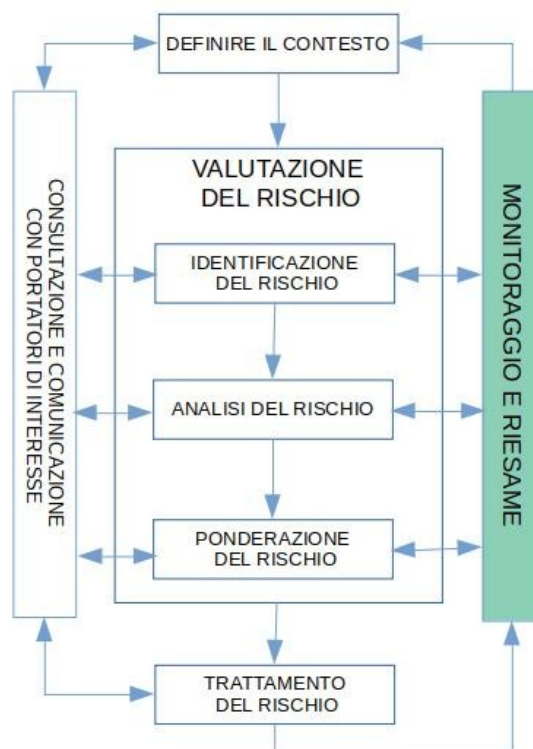 DEFINIRE IL CONTESTO
VALUTAZIONE
DEL RISCHIO
IDENTIFICAZIONE
DEL RISCHIO
ANALISI DEL RISCHIO
PONDERAZIONE
DEL RISCHIO
TRATTAMENTO
DEL RISCHIO
CONSULTAZIONE E COMUNICAZIONE
CON PORTATORI DI INTERESSE
MONITORAGGIO E RIESAME